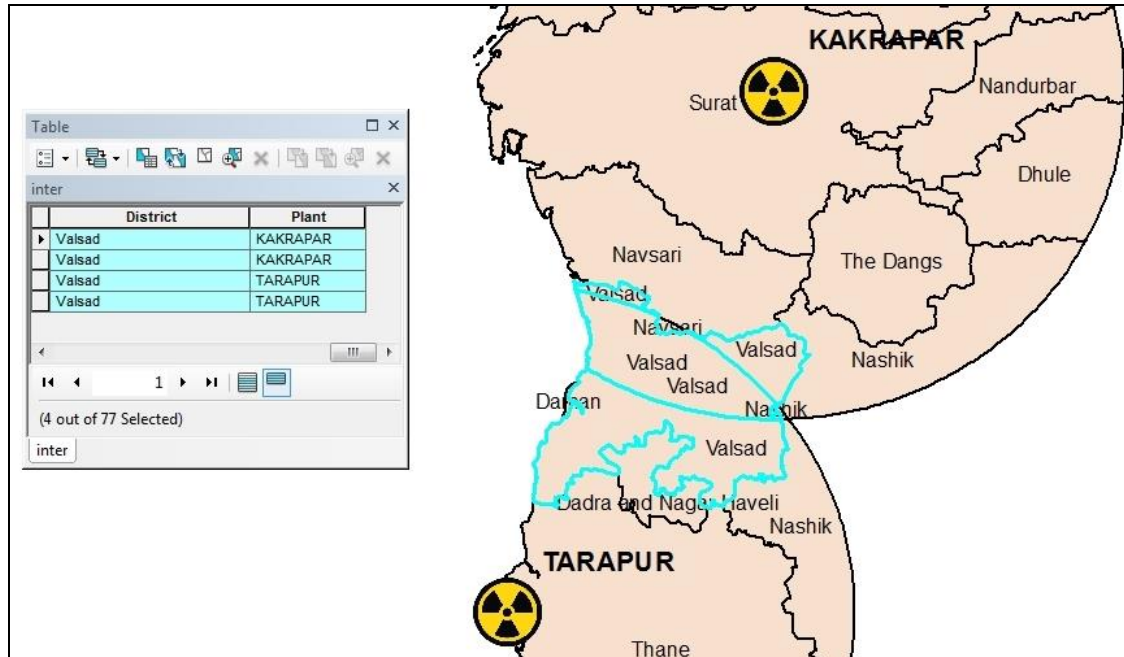 Table
inter
District Plant
Valsad KAKRAPAR
Valsad KAKRAPAR
Valsad TARAPUR
Valsad TARAPUR
1
(4 out of 77 Selected)
inter
KAKRAPAR
Surat
Nandurbar
Dhule
Navsari
The Dangs
Valsad
Navsari
Valsad
Valsad
Nashik
Valsad
Daman
Nashik
Valsad
Dadra and Nagar Haveli
Nashik
TARAPUR
Thane